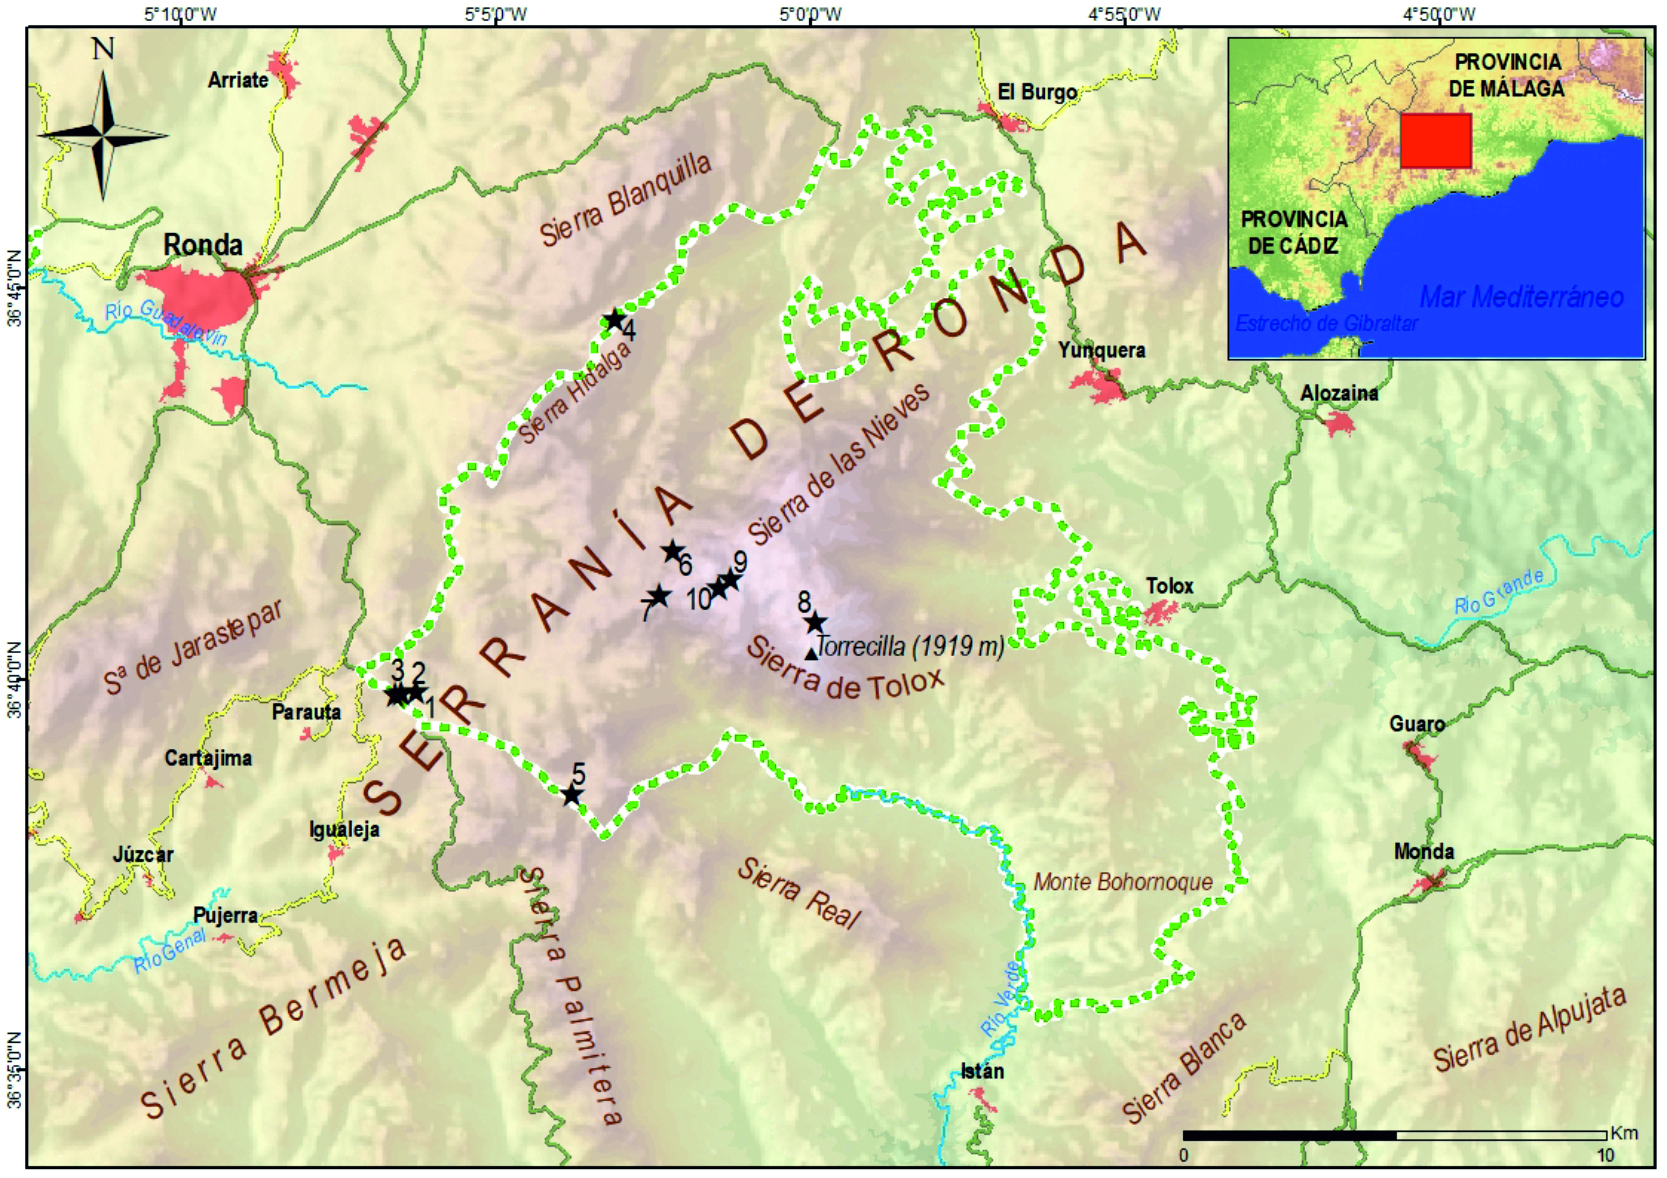 5°10'0"W
5°5'0"W
5°0'0"W
4°55'0"W
4°50'0"W
N
Arriate
El Burgo
PROVINCIA
DE MÁLAGA
PROVINCIA
DE CÁDIZ
Mar Mediterráneo
Estrecho de Gibraltar
Sierra Blanquilla
Ronda
Río Guadalevín
36°45'0"N
4
Sierra Hidalga
SERRANÍA DE RONDA
Yunquera
Alozaina
Sierra de las Nieves
6
9
7
10
8
Torrecilla (1919 m)
Sierra de Tolox
Tolox
Río Grande
Sª de Jarastepar
36°40'0"N
3
2
1
Parauta
Cartajima
Guaro
5
Igualeja
Júzcar
Monda
Sierra Real
Monte Bohornoque
Pujerra
Río Genal
Sierra Bermeja
Sierra Palmitera
Río Verde
Istán
36°35'0"N
Sierra Blanca
Sierra de Alpujata
Km
0
10